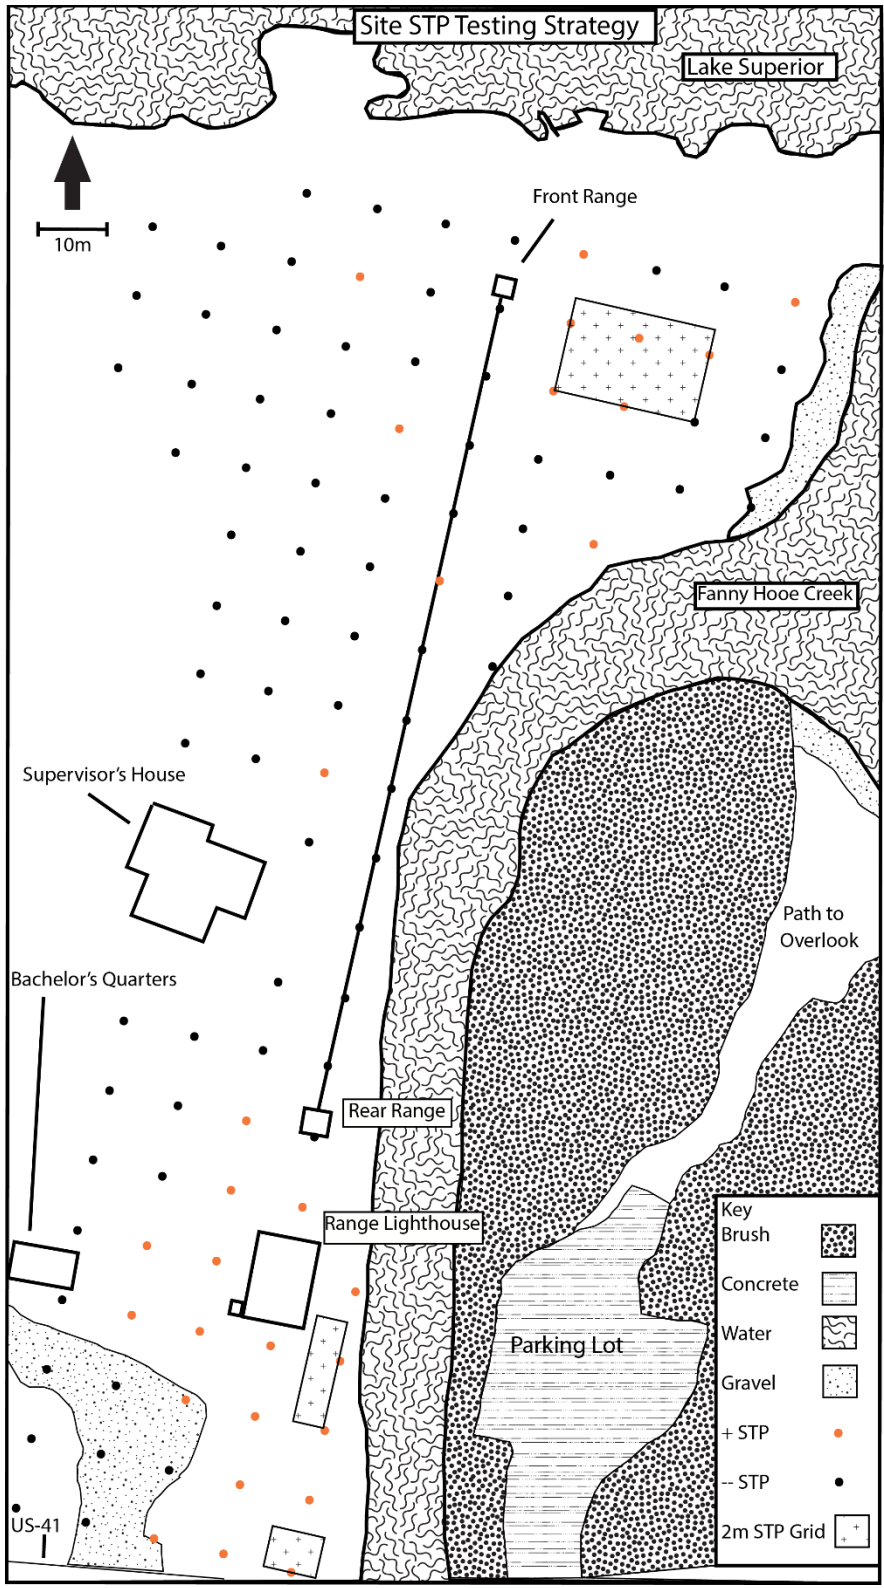 Site STP Testing Strategy
Lake Superior
10m
Front Range
Fanny Hooe Creek
Supervisor's House
Path to
Overlook
Bachelor's Quarters
Rear Range
Range Lighthouse
Parking Lot
US-41
Key
Brush
Concrete
Water
Gravel
+ STP
-- STP
2m STP Grid